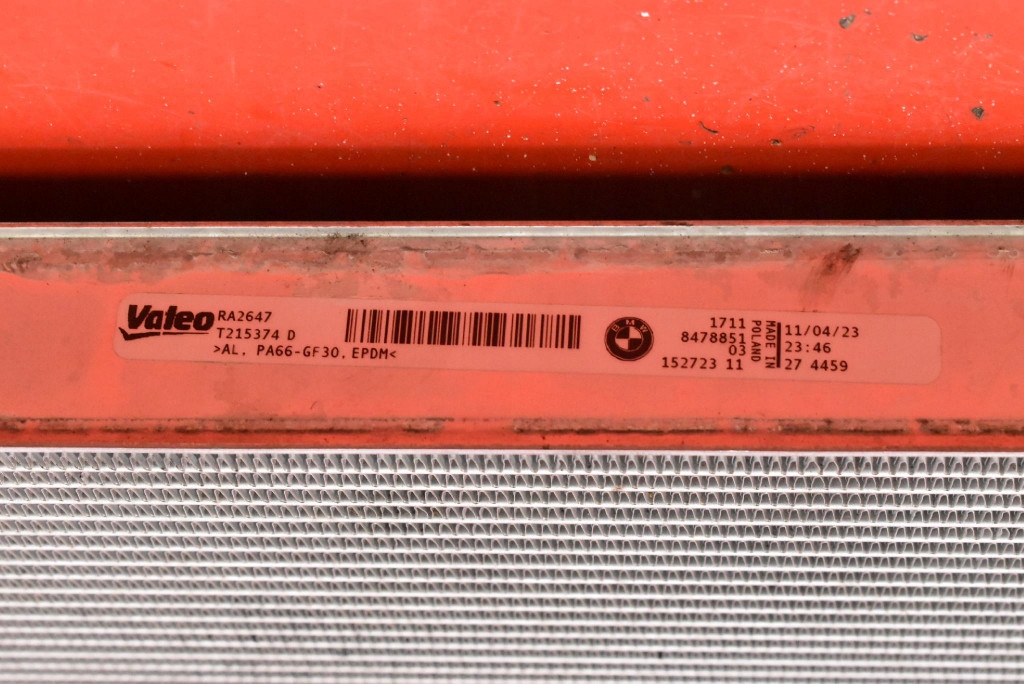 Valeo RA2647
T215374 D
>AL, PA66-GF30, EPDM<
BMW
1711
8478851
03
152723 11
MADE IN
POLAND
11/04/23
23:46
27 4459